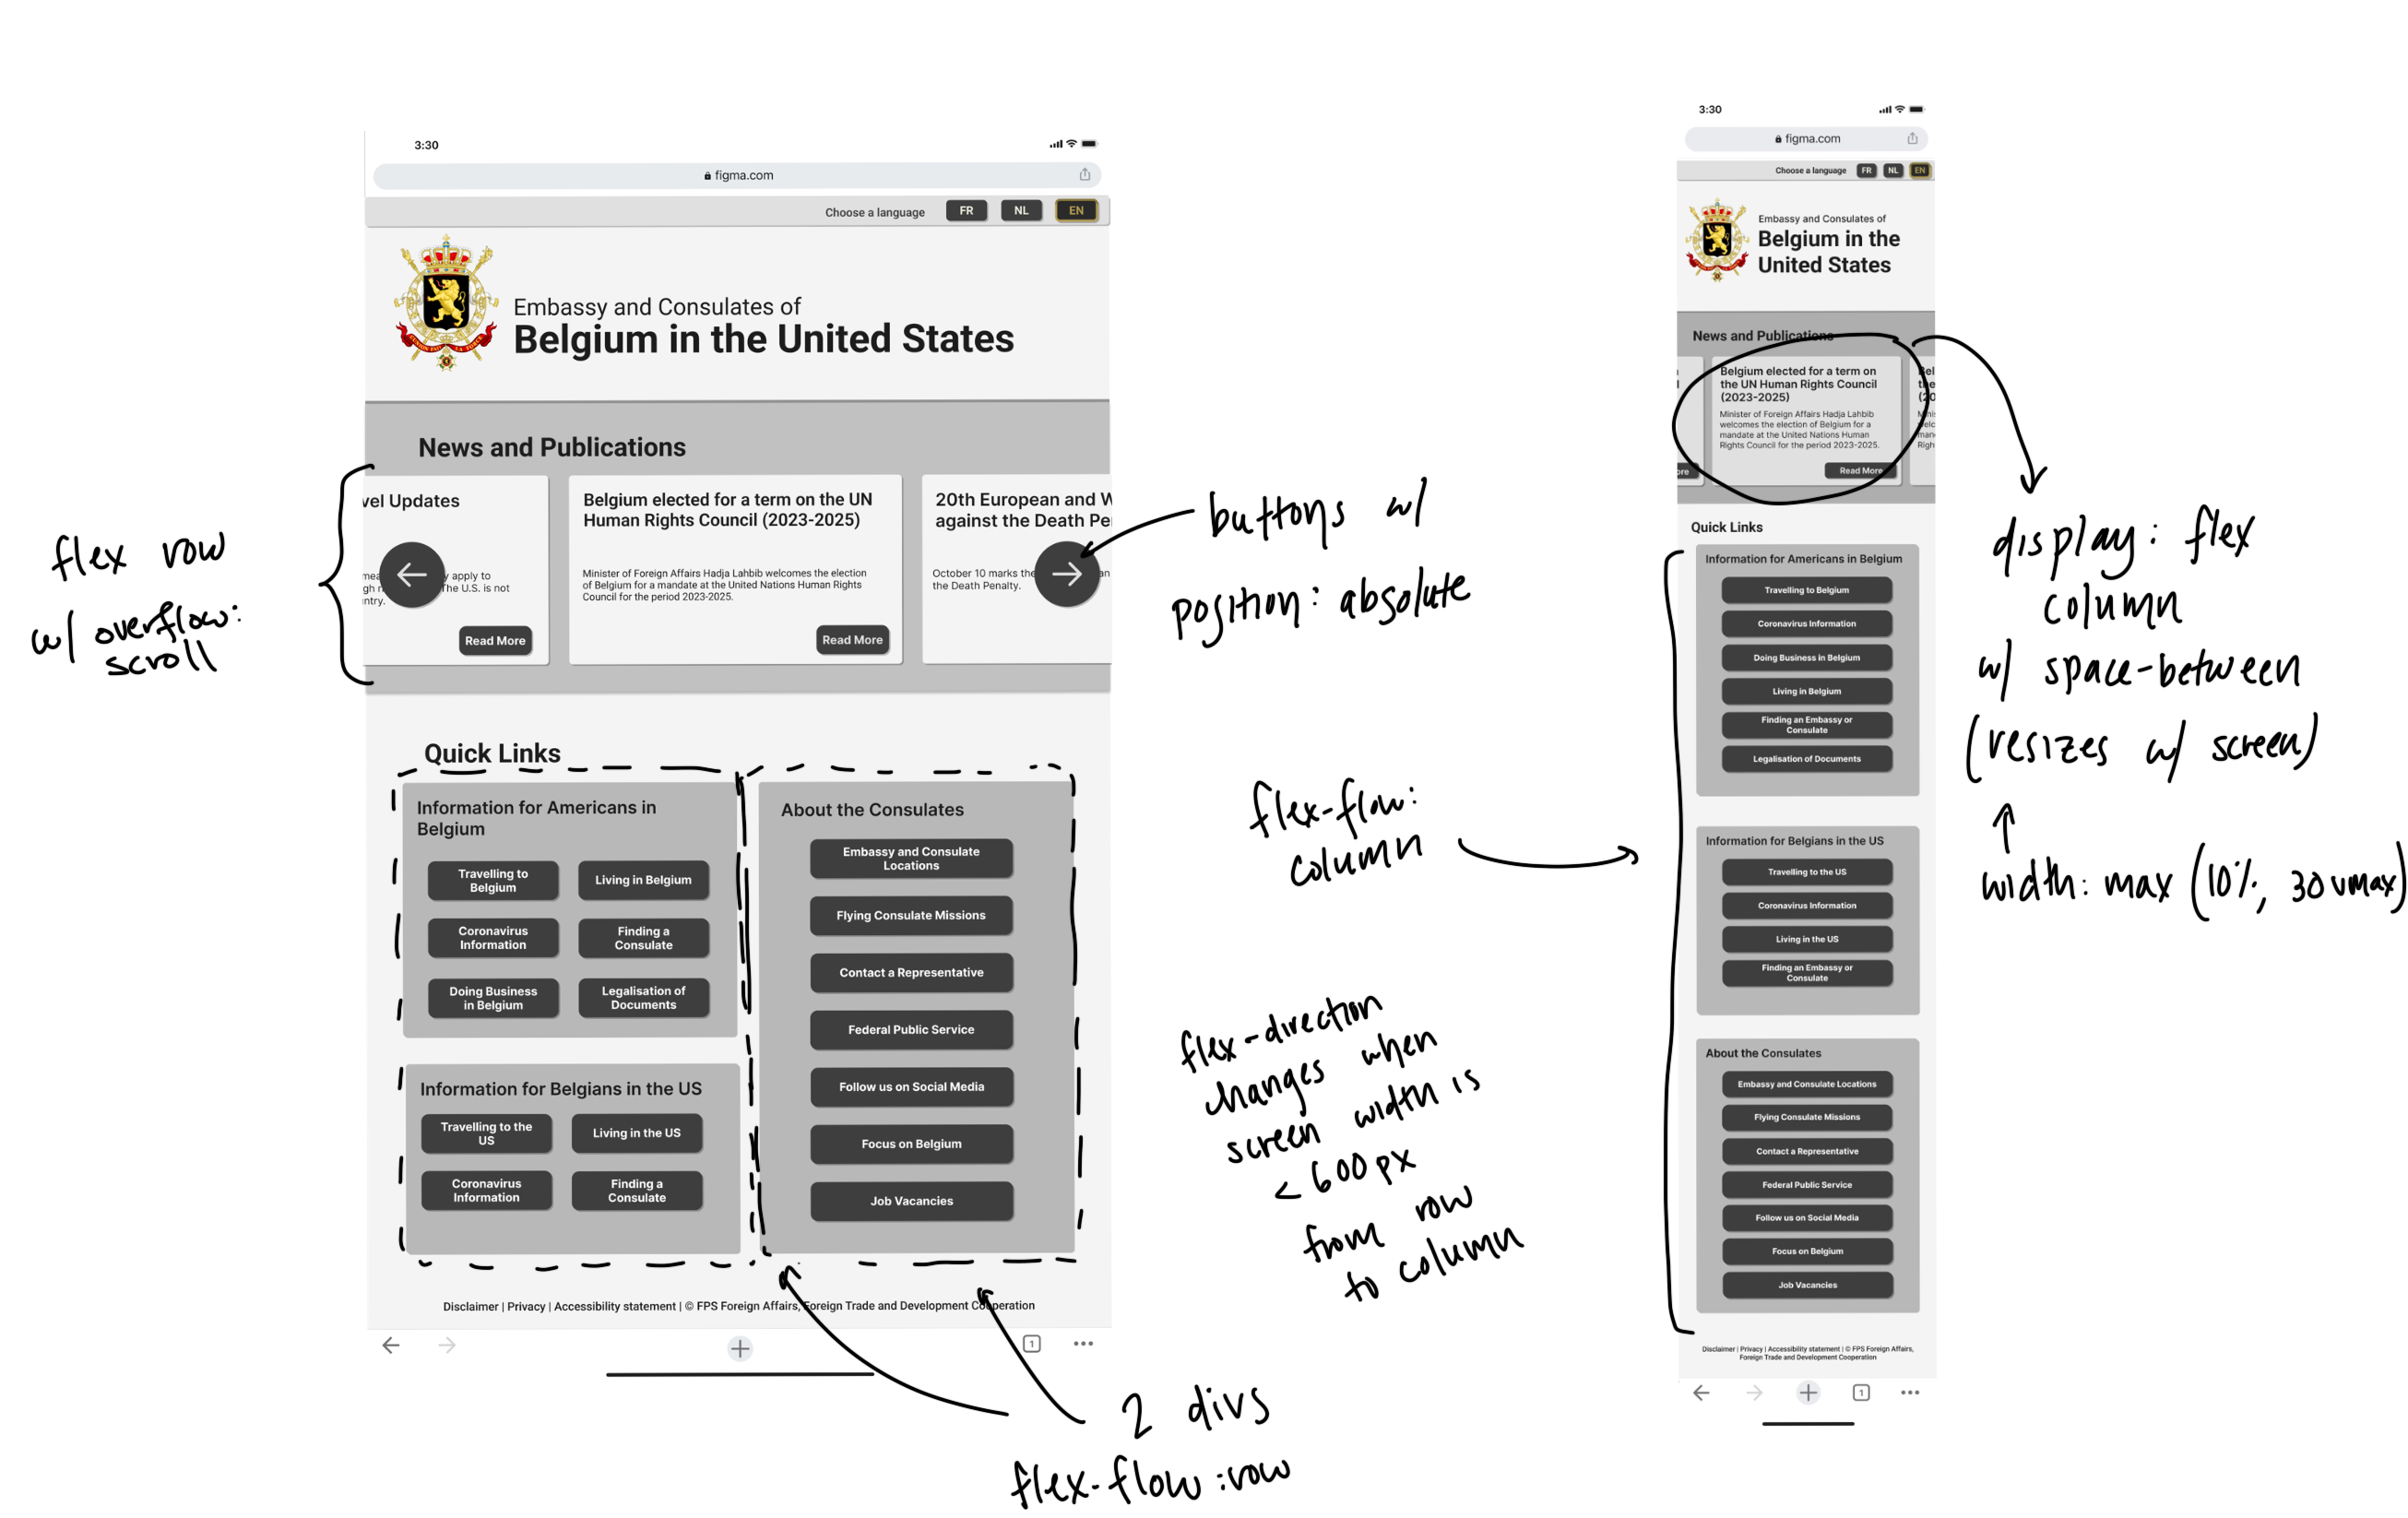 3:30
figma.com
Choose a language FR NL EN
Embassy and Consulates of
Belgium in the United States
News and Publications
vel Updates
mea y apply to
gh r The U.S. is not
ntry.
Read More
Belgium elected for a term on the UN
Human Rights Council (2023-2025)
Minister of Foreign Affairs Hadja Lahbib welcomes the election
of Belgium for a mandate at the United Nations Human Rights
Council for the period 2023-2025.
Read More
20th European and W
against the Death Pe
October 10 marks the an
the Death Penalty.
Quick Links
Information for Americans in
Belgium
Travelling to
Belgium
Living in Belgium
Coronavirus
Information
Finding a
Consulate
Doing Business
in Belgium
Legalisation of
Documents
Information for Belgians in the US
Travelling to the
US
Living in the US
Coronavirus
Information
Finding a
Consulate
About the Consulates
Embassy and Consulate
Locations
Flying Consulate Missions
Contact a Representative
Federal Public Service
Follow us on Social Media
Focus on Belgium
Job Vacancies
Disclaimer | Privacy | Accessibility statement | © FPS Foreign Affairs, Foreign Trade and Development Cooperation
1
flex row
w/ overflow:
scroll
buttons w/
position: absolute
flex-flow:
column
flex-direction
changes when
screen width is
< 600 px
from row
to column
2 divs
flex-flow :row
3:30
figma.com
Choose a language FR NL EN
Embassy and Consulates of
Belgium in the
United States
News and Publications
ore
Belgium elected for a term on
the UN Human Rights Council
(2023-2025)
Minister of Foreign Affairs Hadja Lahbib
welcomes the election of Belgium for a
mandate at the United Nations Human
Rights Council for the period 2023-2025.
Read More
Bel
the
(20
Minis
welc
man
Righ
Quick Links
Information for Americans in Belgium
Travelling to Belgium
Coronavirus Information
Doing Business in Belgium
Living in Belgium
Finding an Embassy or
Consulate
Legalisation of Documents
Information for Belgians in the US
Travelling to the US
Coronavirus Information
Living in the US
Finding an Embassy or
Consulate
About the Consulates
Embassy and Consulate Locations
Flying Consulate Missions
Contact a Representative
Federal Public Service
Follow us on Social Media
Focus on Belgium
Job Vacancies
Disclaimer | Privacy | Accessibility statement | © FPS Foreign Affairs,
Foreign Trade and Development Cooperation
1
display: flex
column
w/ space-between
(resizes w/ screen)
width: max (10%, 30vmax)